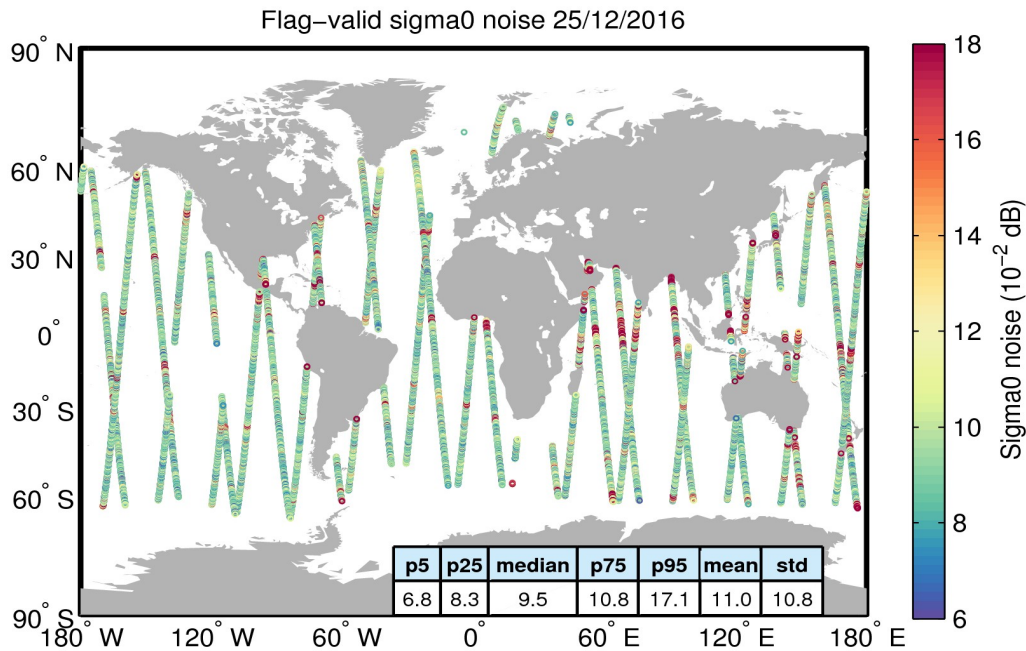 Flag−valid sigma0 noise 25/12/2016
90° N
60° N
30° N
0°
30° S
60° S
90° S
180° W
120° W
60° W
0°
60° E
120° E
180° E
p5 p25 median p75 p95 mean std
6.8 8.3 9.5 10.8 17.1 11.0 10.8
18
16
14
12
10
8
6
Sigma0 noise (10⁻² dB)